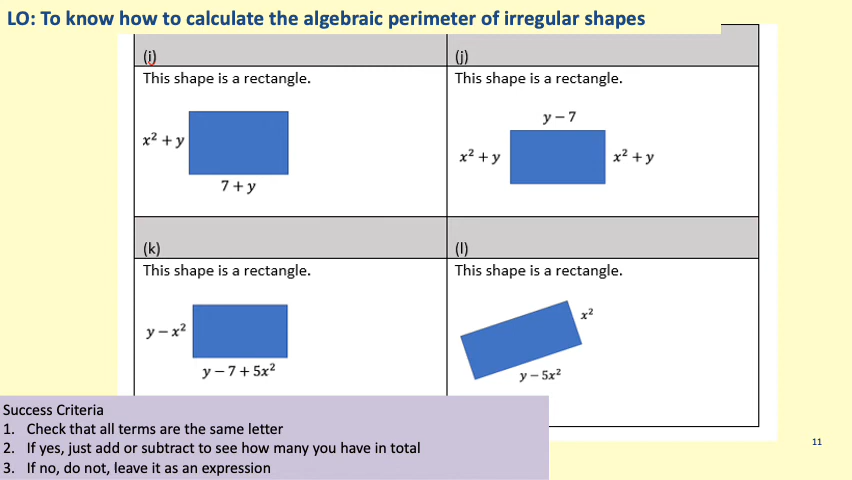 LO: To know how to calculate the algebraic perimeter of irregular shapes
(i)
This shape is a rectangle.
x² + y
7 + y
(j)
This shape is a rectangle.
y − 7
x² + y
x² + y
(k)
This shape is a rectangle.
y − x²
y − 7 + 5x²
(l)
This shape is a rectangle.
x²
y − 5x²
Success Criteria
1. Check that all terms are the same letter
2. If yes, just add or subtract to see how many you have in total
3. If no, do not, leave it as an expression
11